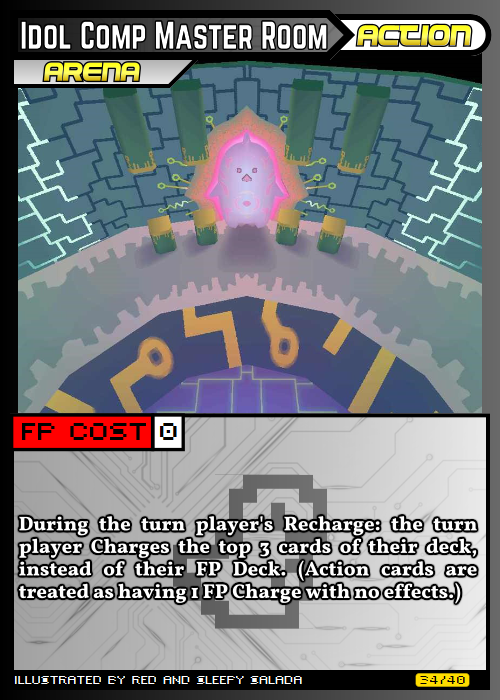 Idol Comp Master Room
ACTION
ARENA
FP COST 0
During the turn player's Recharge: the turn
player Charges the top 3 cards of their deck,
instead of their FP Deck. (Action cards are
treated as having 1 FP Charge with no effects.)
ILLUSTRATED BY RED AND SLEEPY SALADA
34/40